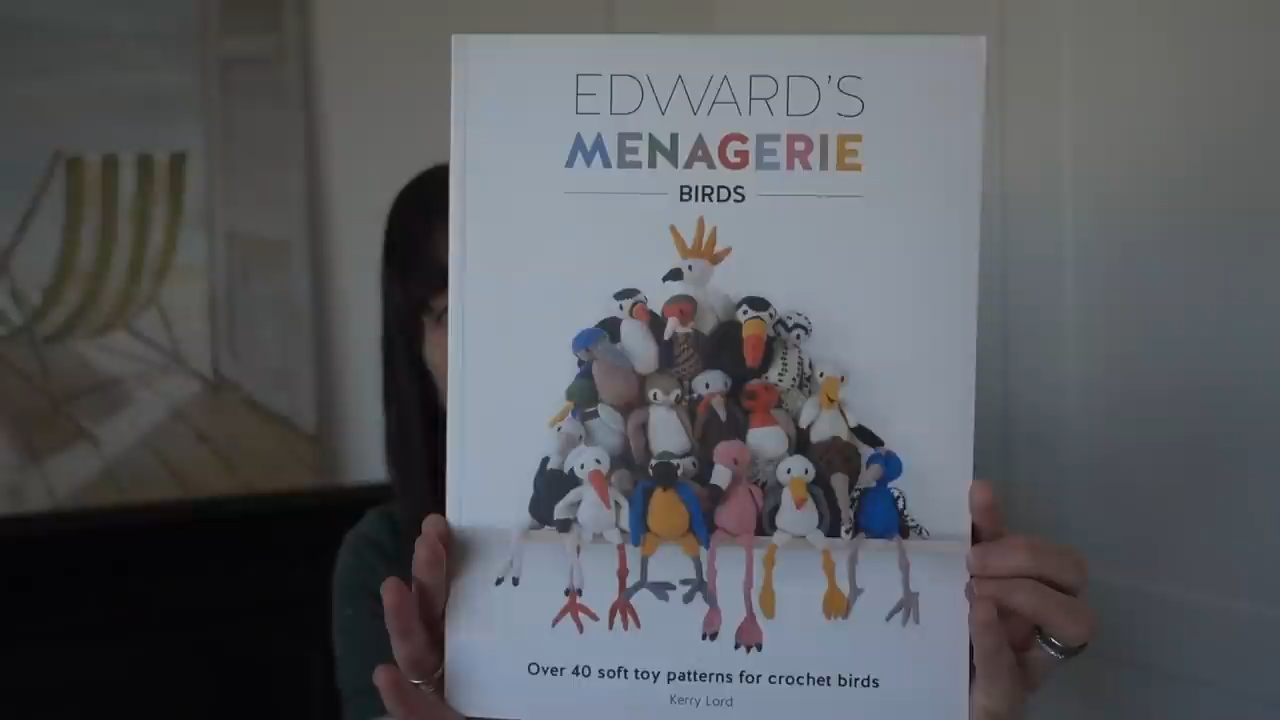 EDWARD'S
MENAGERIE
BIRDS
Over 40 soft toy patterns for crochet birds
Kerry Lord